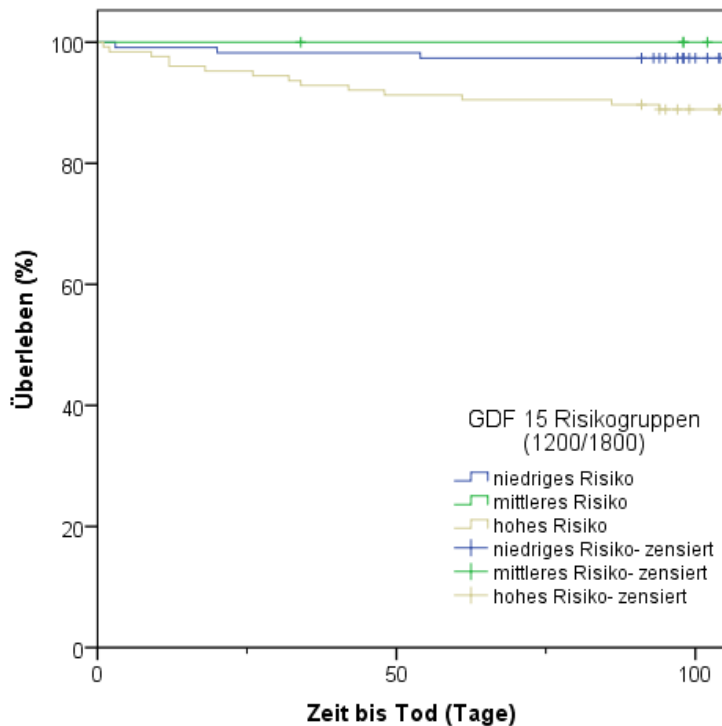 100
80
60
40
20
0
Überleben (%)
GDF 15 Risikogruppen
(1200/1800)
niedriges Risiko
mittleres Risiko
hohes Risiko
niedriges Risiko- zensiert
mittleres Risiko- zensiert
hohes Risiko- zensiert
0
50
100
Zeit bis Tod (Tage)